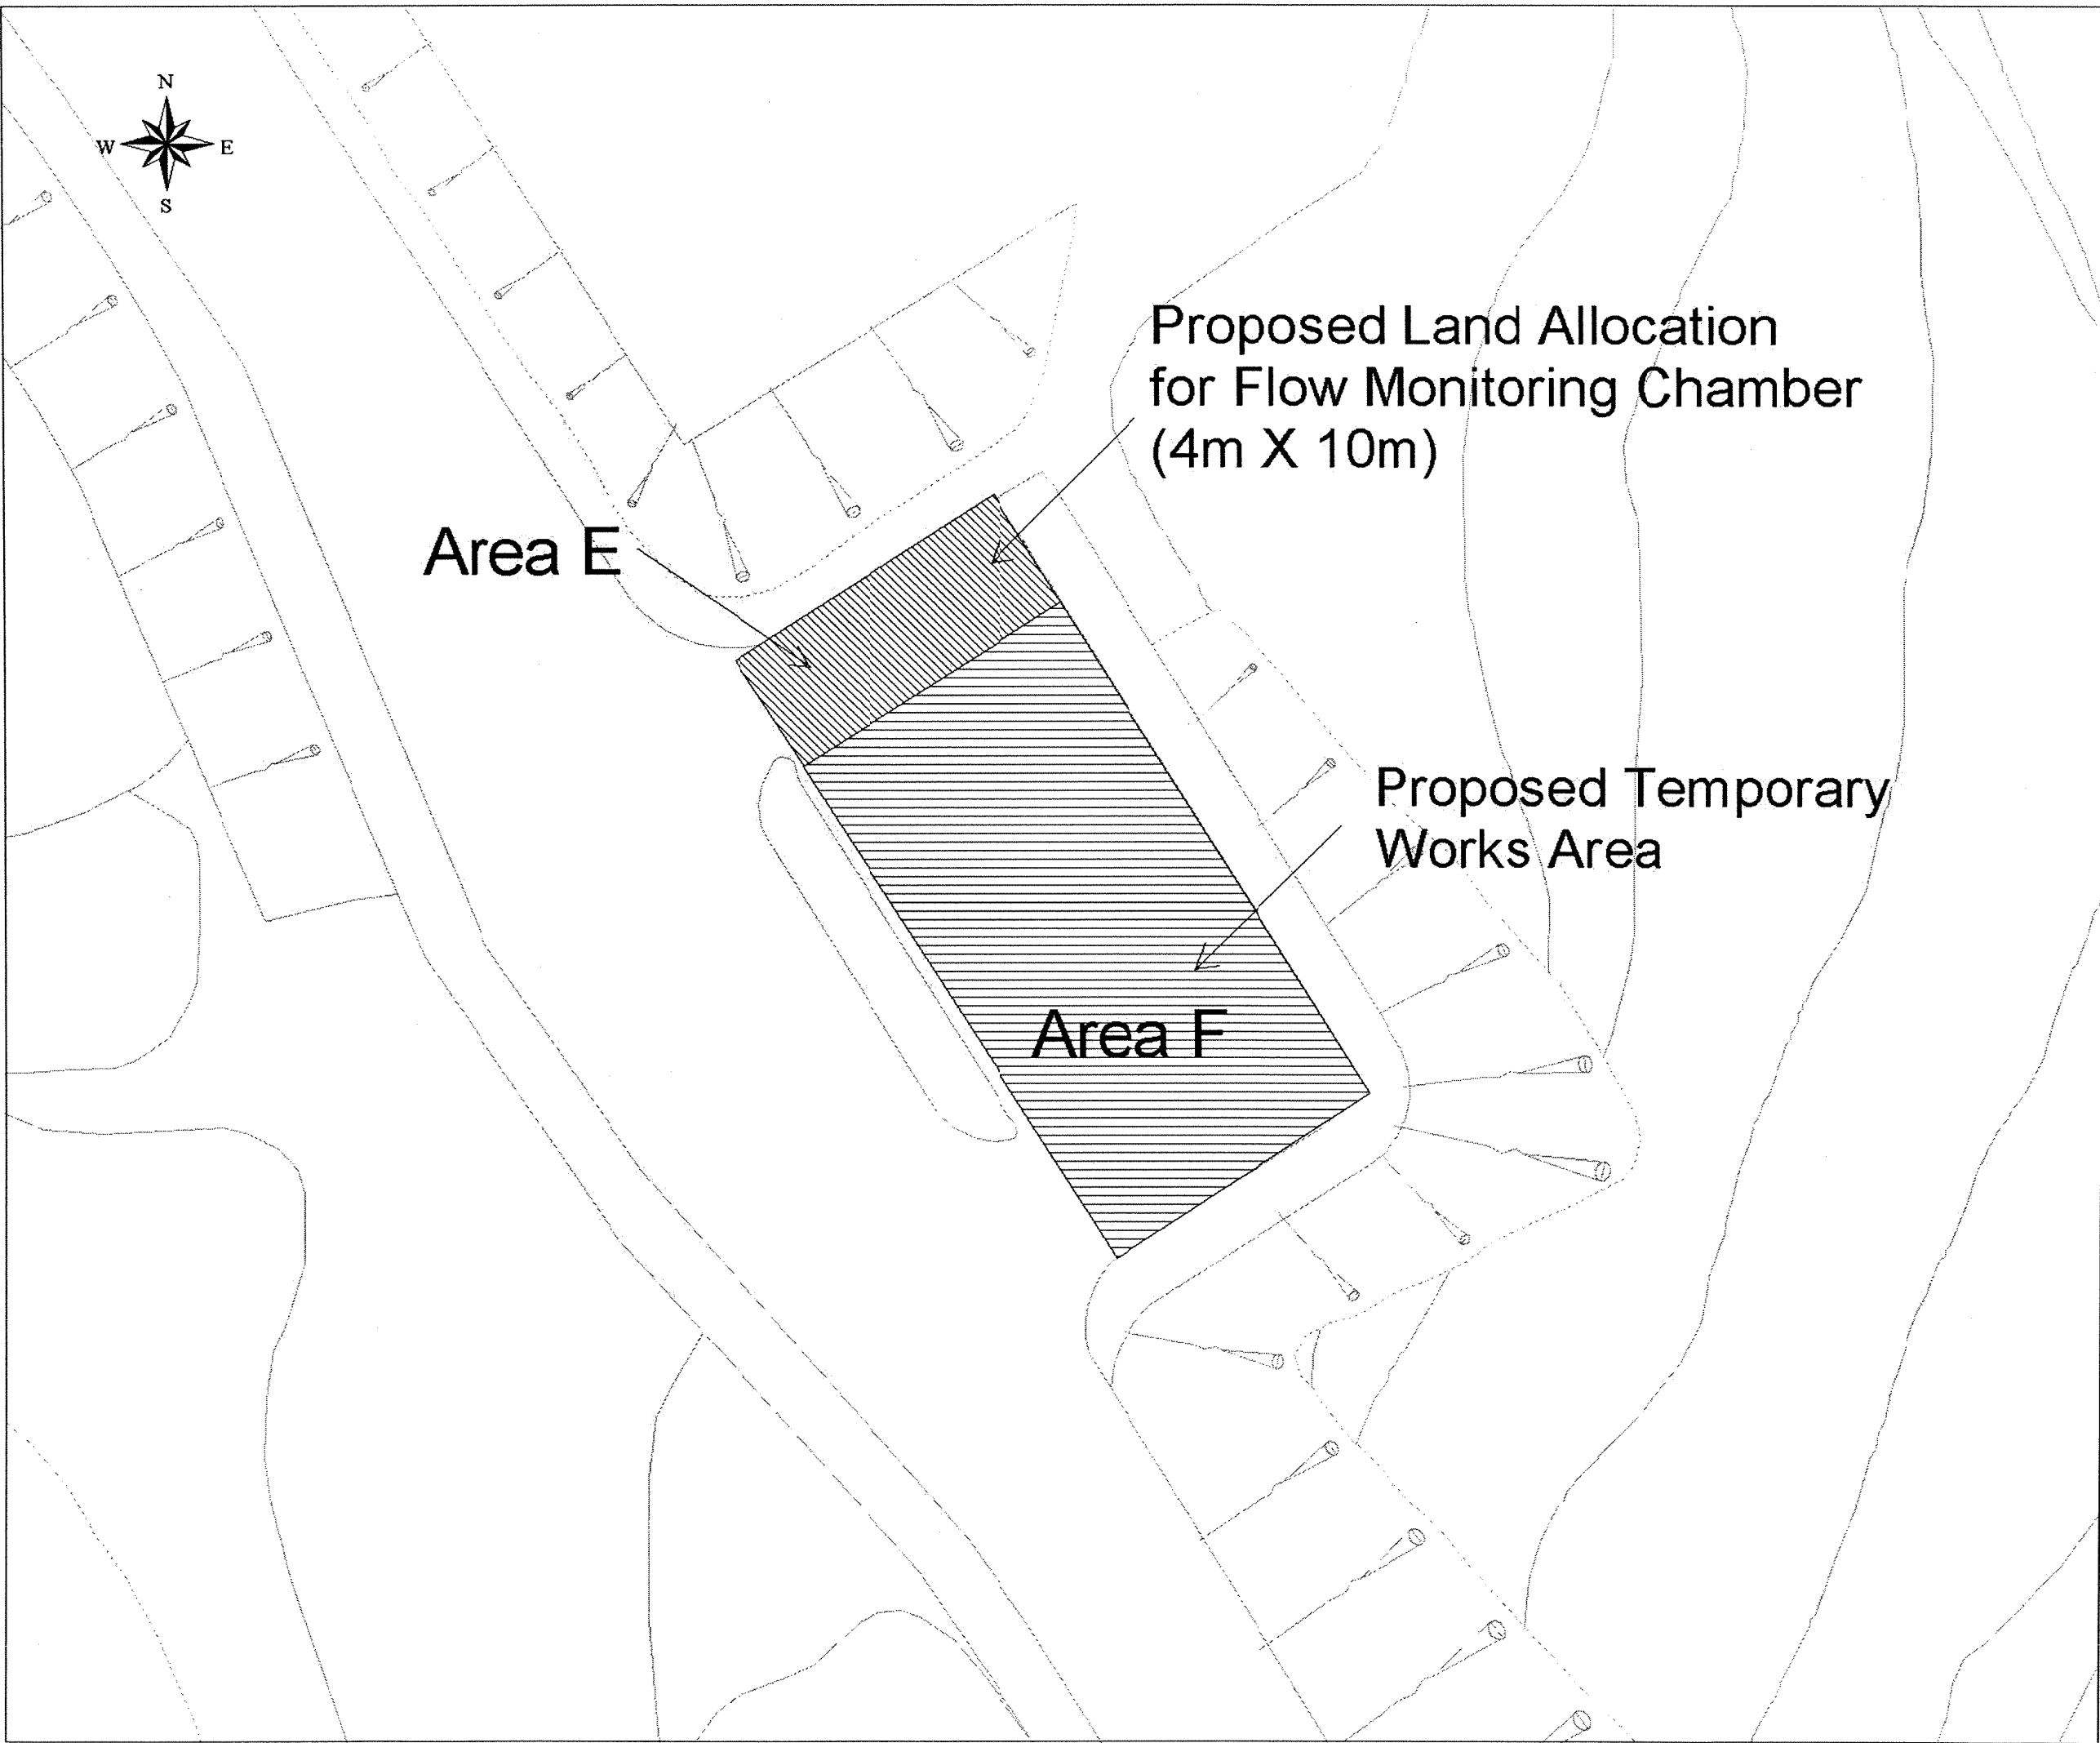 N
W E
S
Proposed Land Allocation
for Flow Monitoring Chamber
(4m X 10m)
Area E
Proposed Temporary
Works Area
Area F